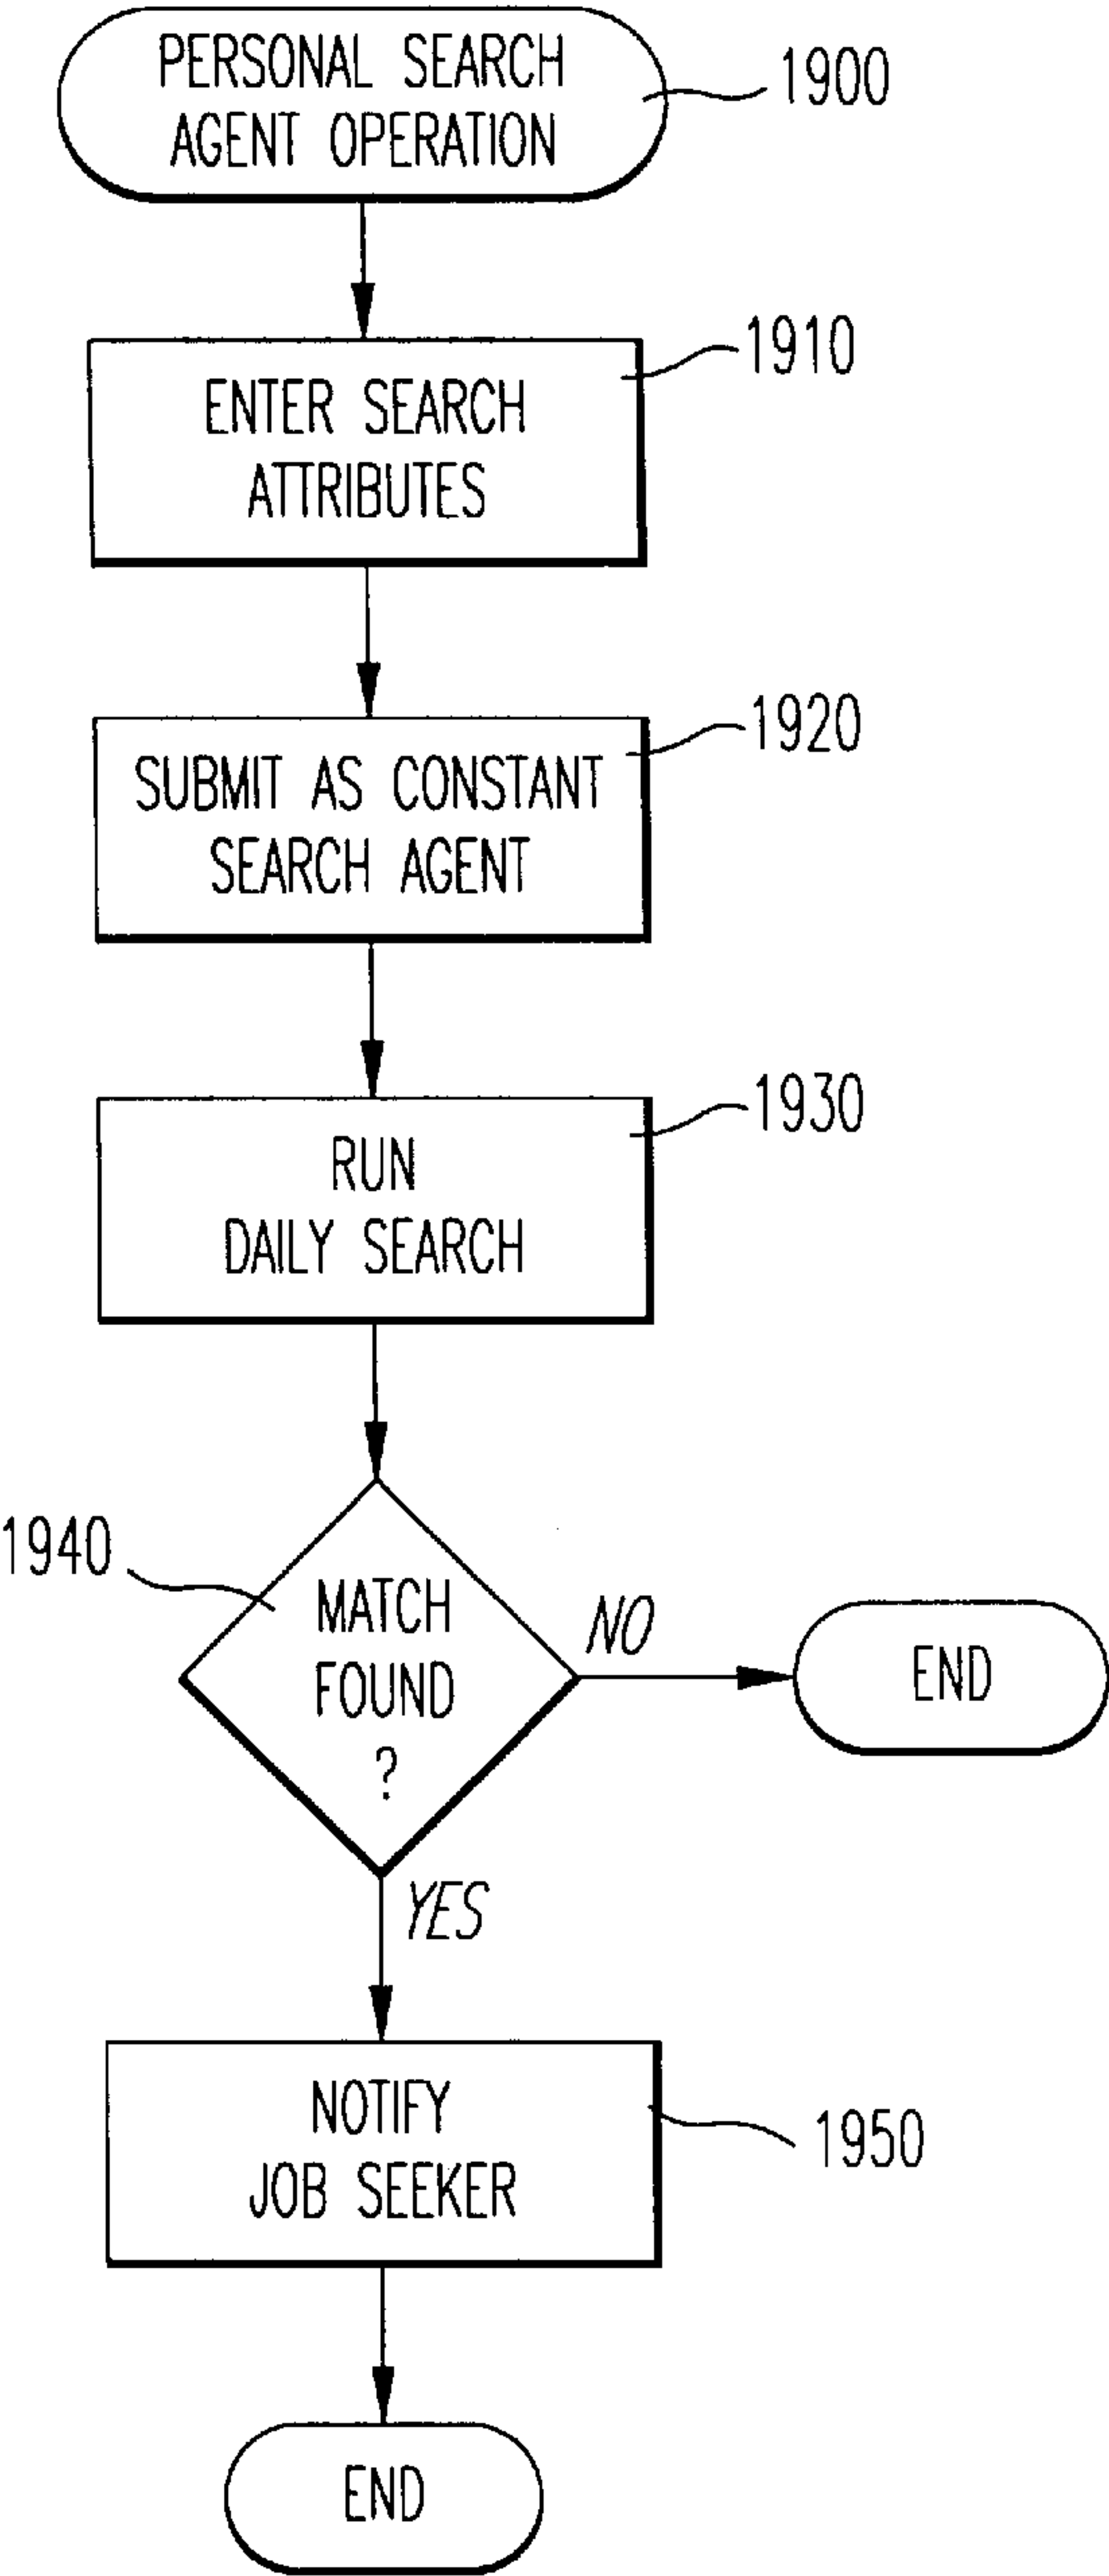 PERSONAL SEARCH
AGENT OPERATION
1900
ENTER SEARCH
ATTRIBUTES
1910
SUBMIT AS CONSTANT
SEARCH AGENT
1920
RUN
DAILY SEARCH
1930
1940
MATCH
FOUND
?
NO
END
YES
NOTIFY
JOB SEEKER
1950
END